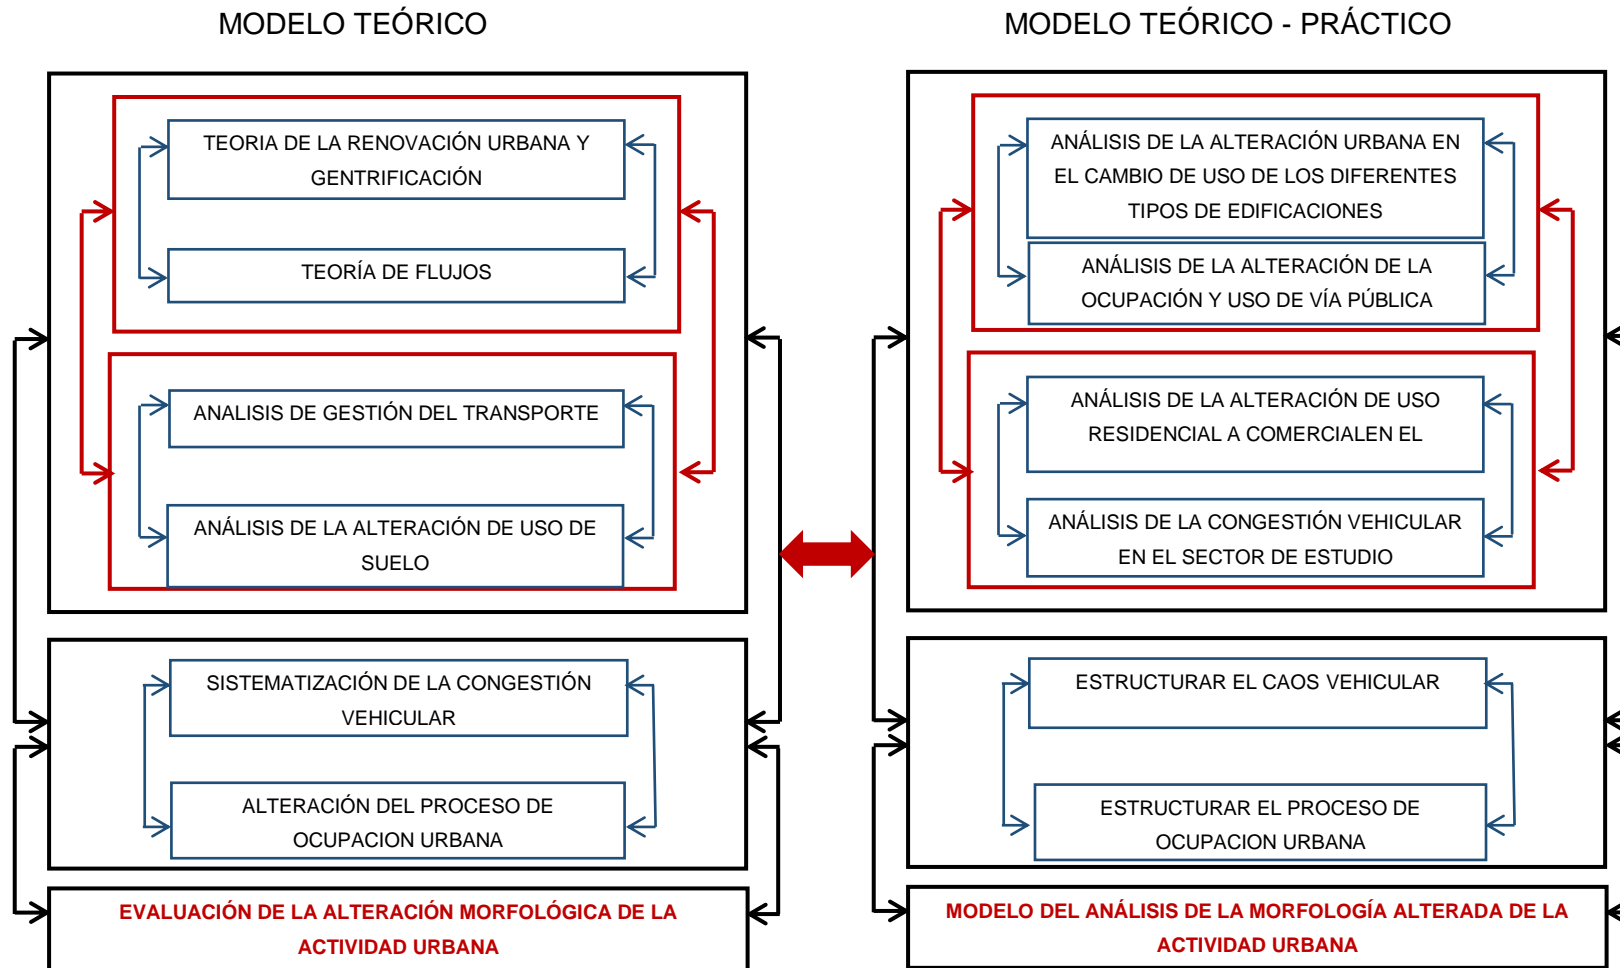 MODELO TEÓRICO
TEORIA DE LA RENOVACIÓN URBANA Y
GENTRIFICACIÓN
TEORÍA DE FLUJOS
ANALISIS DE GESTIÓN DEL TRANSPORTE
ANÁLISIS DE LA ALTERACIÓN DE USO DE
SUELO
SISTEMATIZACIÓN DE LA CONGESTIÓN
VEHICULAR
ALTERACIÓN DEL PROCESO DE
OCUPACION URBANA
EVALUACIÓN DE LA ALTERACIÓN MORFOLÓGICA DE LA
ACTIVIDAD URBANA
MODELO TEÓRICO - PRÁCTICO
ANÁLISIS DE LA ALTERACIÓN URBANA EN
EL CAMBIO DE USO DE LOS DIFERENTES
TIPOS DE EDIFICACIONES
ANÁLISIS DE LA ALTERACIÓN DE LA
OCUPACIÓN Y USO DE VÍA PÚBLICA
ANÁLISIS DE LA ALTERACIÓN DE USO
RESIDENCIAL A COMERCIALEN EL
ANÁLISIS DE LA CONGESTIÓN VEHICULAR
EN EL SECTOR DE ESTUDIO
ESTRUCTURAR EL CAOS VEHICULAR
ESTRUCTURAR EL PROCESO DE
OCUPACION URBANA
MODELO DEL ANÁLISIS DE LA MORFOLOGÍA ALTERADA DE LA
ACTIVIDAD URBANA